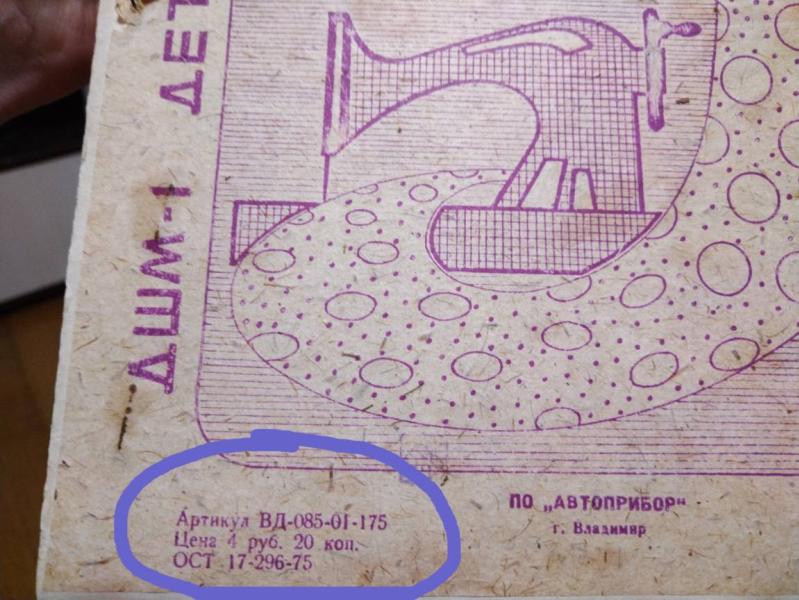 ДШМ-1 ДЕТ
Артикул ВД-085-01-175
Цена 4 руб. 20 коп.
ОСТ 17-296-75
ПО „АВТОПРИБОР“
г. Владимир